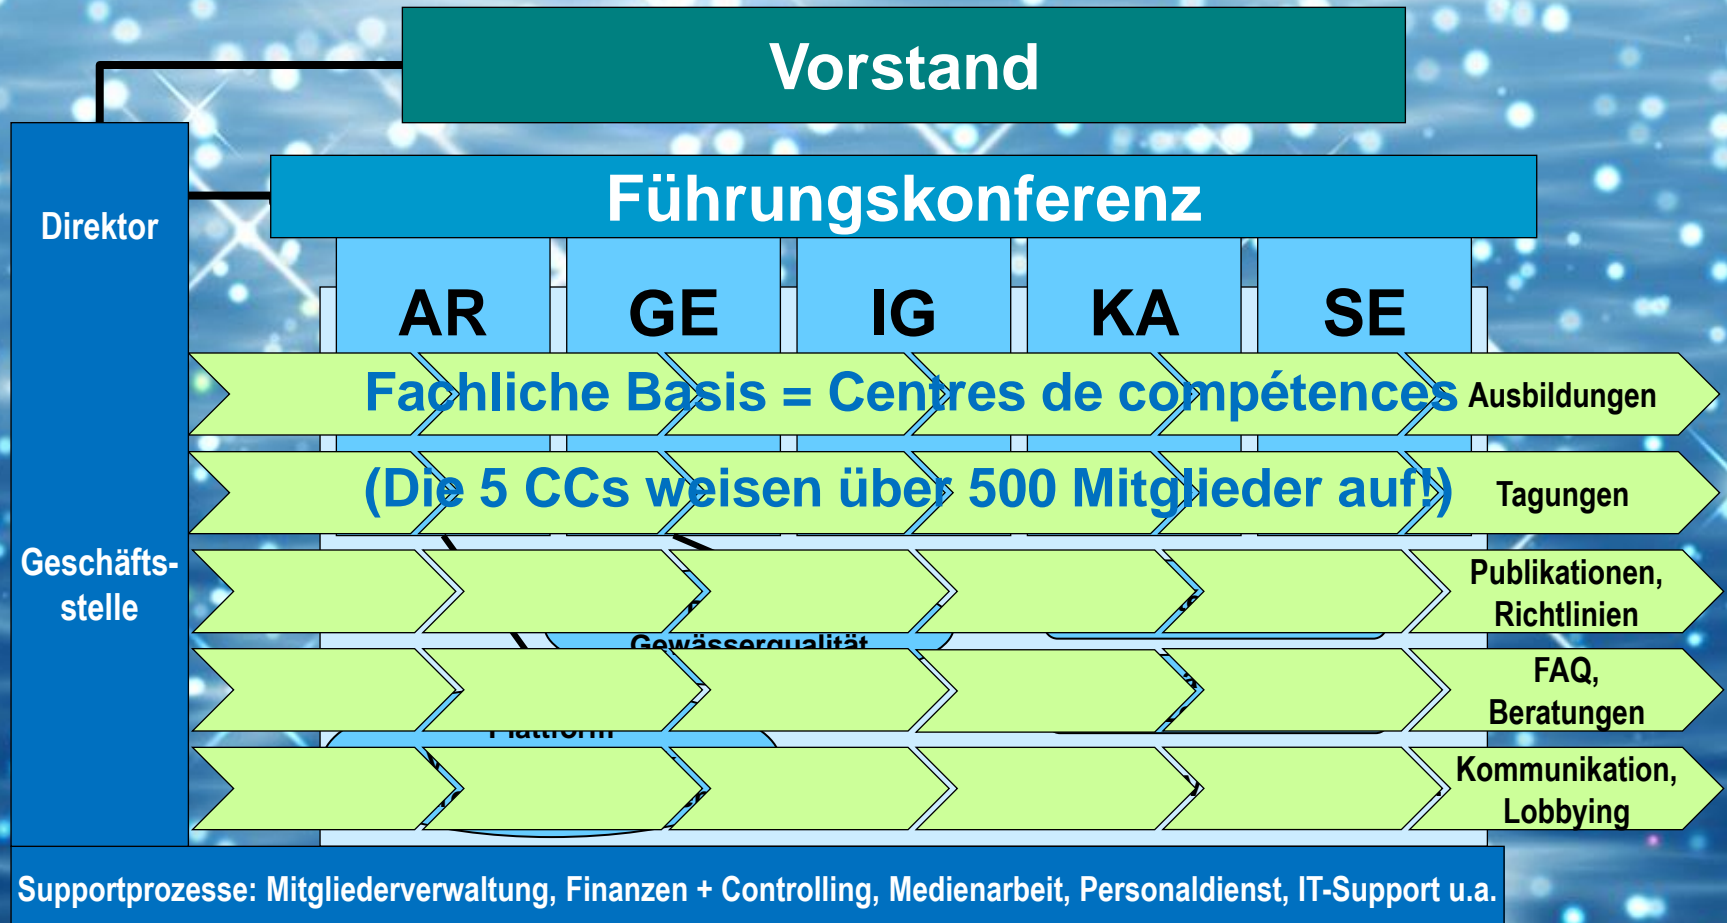 Vorstand
Führungskonferenz
Direktor
AR GE IG KA SE
Fachliche Basis = Centres de compétences
Ausbildungen
(Die 5 CCs weisen über 500 Mitglieder auf!)
Tagungen
Geschäfts-
stelle
Publikationen,
Richtlinien
Gewässerqualität
FAQ,
Beratungen
Plattform
Kommunikation,
Lobbying
Supportprozesse: Mitgliederverwaltung, Finanzen + Controlling, Medienarbeit, Personaldienst, IT-Support u.a.